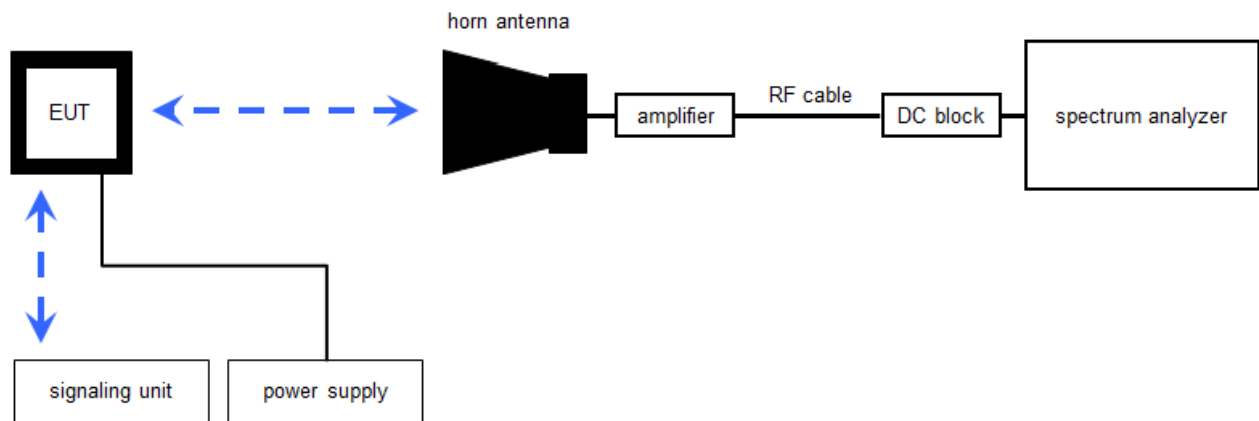 horn antenna
EUT
amplifier
RF cable
DC block
spectrum analyzer
signaling unit
power supply